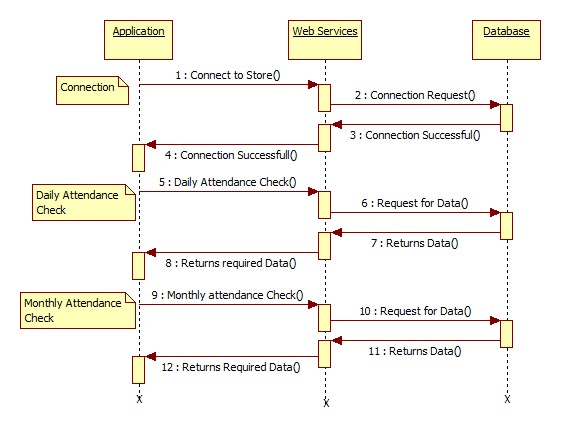 Application
Web Services
Database
Connection
1 : Connect to Store()
2 : Connection Request()
3 : Connection Successful()
4 : Connection Successfull()
Daily Attendance
Check
5 : Daily Attendance Check()
6 : Request for Data()
7 : Returns Data()
8 : Returns required Data()
Monthly Attendance
Check
9 : Monthly attendance Check()
10 : Request for Data()
11 : Returns Data()
12 : Returns Required Data()
X
X
X